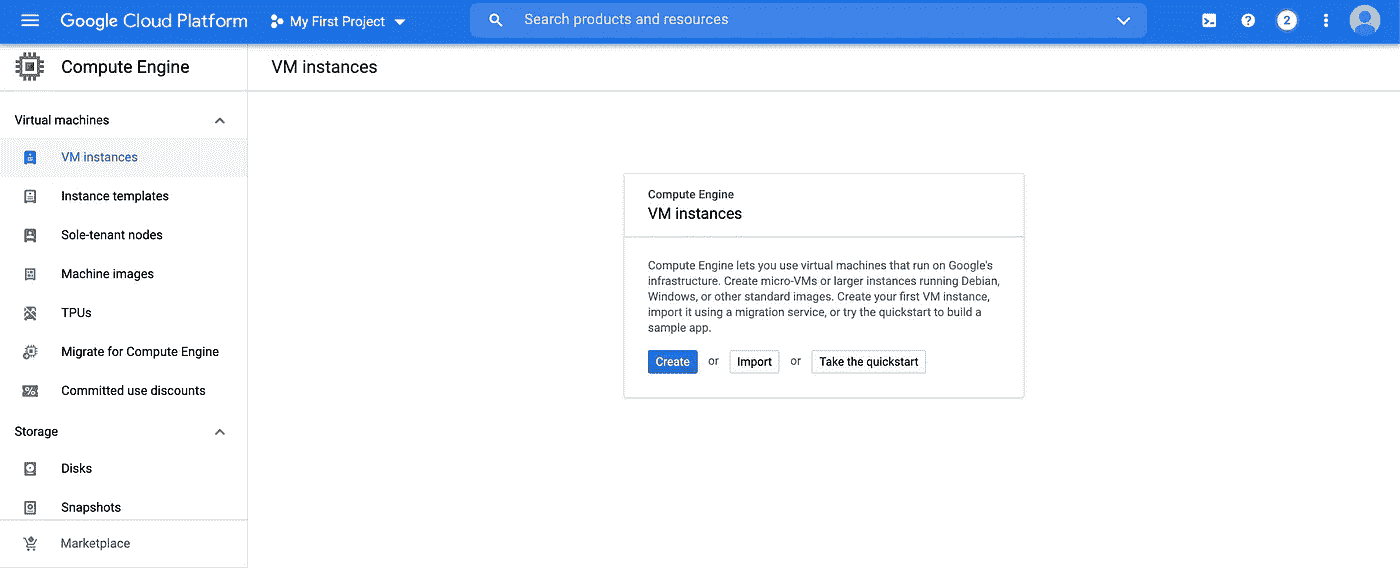 Google Cloud Platform
My First Project
Search products and resources
2
Compute Engine
VM instances
Virtual machines
VM instances
Instance templates
Sole-tenant nodes
Machine images
TPUs
Migrate for Compute Engine
Committed use discounts
Storage
Disks
Snapshots
Marketplace
Compute Engine
VM instances
Compute Engine lets you use virtual machines that run on Google's
infrastructure. Create micro-VMs or larger instances running Debian,
Windows, or other standard images. Create your first VM instance,
import it using a migration service, or try the quickstart to build a
sample app.
Create or Import or Take the quickstart